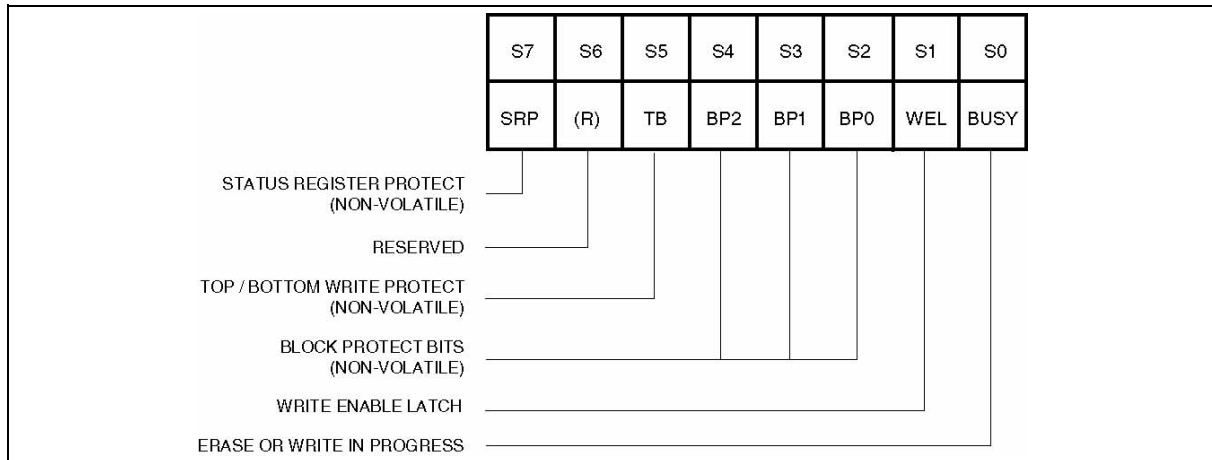 S7 S6 S5 S4 S3 S2 S1 S0
SRP (R) TB BP2 BP1 BP0 WEL BUSY
STATUS REGISTER PROTECT
(NON-VOLATILE)
RESERVED
TOP / BOTTOM WRITE PROTECT
(NON-VOLATILE)
BLOCK PROTECT BITS
(NON-VOLATILE)
WRITE ENABLE LATCH
ERASE OR WRITE IN PROGRESS